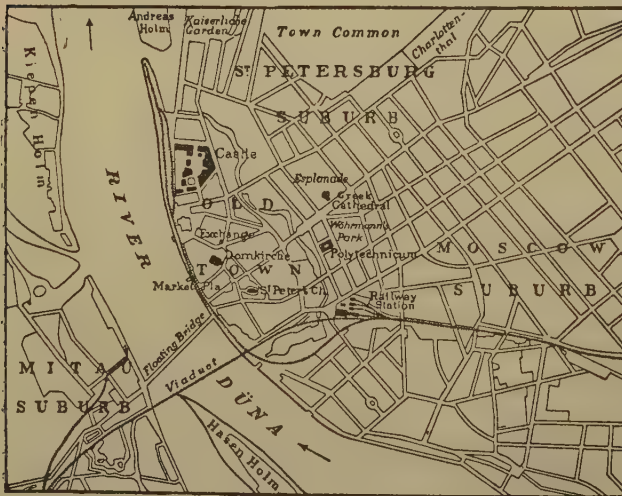 Andreas
Holm
Kaiserliche
Garden
Town Common
Charlotten-
thal
ST PETERSBURG
SUBURB
Kiepen Holm
RIVER
Castle
Esplanade
Greek
Cathedral
OLD
Exchange
Wöhrmann's
Park
Domkirche
Polytechnicum
MOSCOW
TOWN
Market Pla.
St Peter's Ch.
Railway
Station
SUBURB
Floating Bridge
MITAU
SUBURB
Viaduct
DÜNA
Hasen Holm